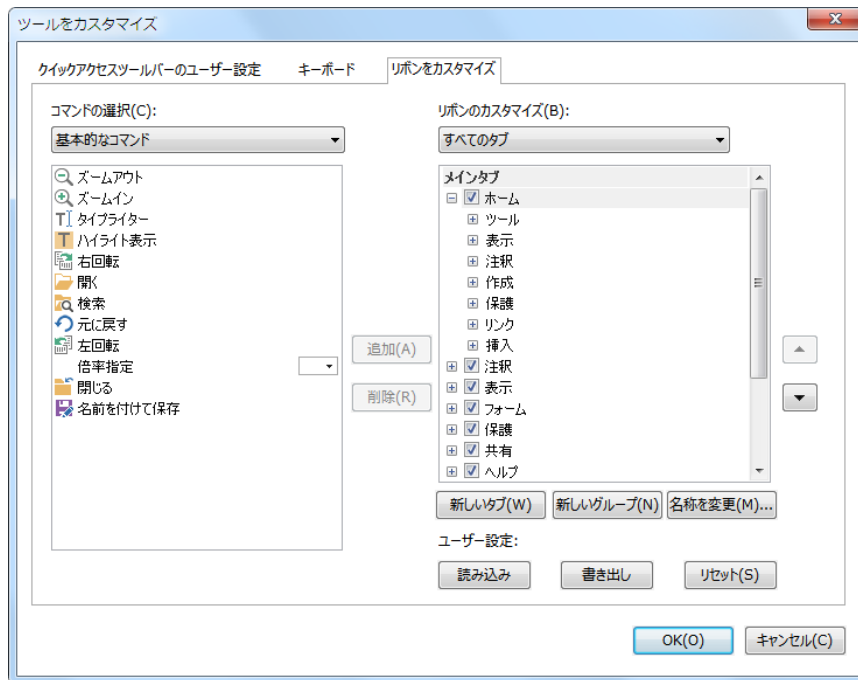 ツールをカスタマイズ
クイックアクセスツールバーのユーザー設定 キーボード リボンをカスタマイズ
コマンドの選択(C):
基本的なコマンド
ズームアウト
ズームイン
タイプライター
ハイライト表示
右回転
開く
検索
元に戻す
左回転
倍率指定
閉じる
名前を付けて保存
追加(A)
削除(R)
リボンのカスタマイズ(B):
すべてのタブ
メインタブ
ホーム
ツール
表示
注釈
作成
保護
リンク
挿入
注釈
表示
フォーム
保護
共有
ヘルプ
新しいタブ(W) 新しいグループ(N) 名称を変更(M)...
ユーザー設定:
読み込み 書き出し リセット(S)
OK(O) キャンセル(C)